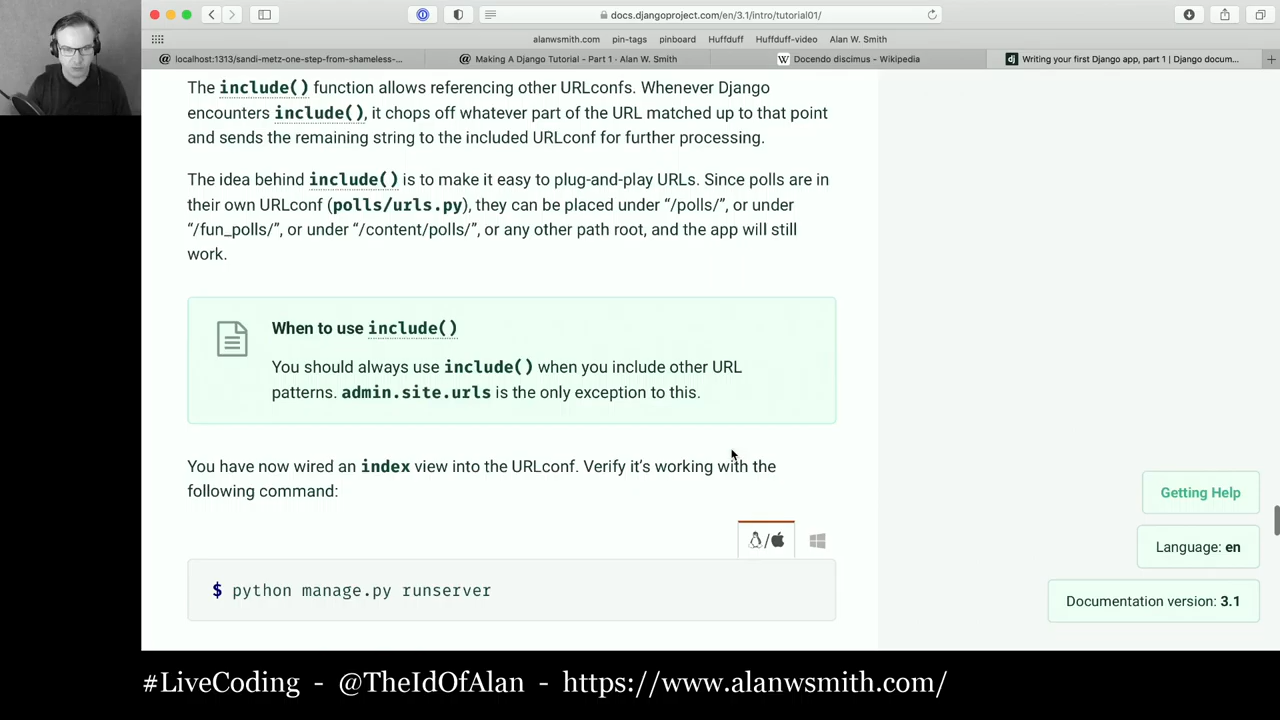 docs.djangoproject.com/en/3.1/intro/tutorial01/
alanwsmith.com pin-tags pinboard Huffduff Huffduff-video Alan W. Smith
localhost:1313/sandi-metz-one-step-from-shameless-...
Making A Django Tutorial - Part 1 - Alan W. Smith
W Docendo discimus - Wikipedia
dj Writing your first Django app, part 1 | Django docum...
The include() function allows referencing other URLconfs. Whenever Django
encounters include(), it chops off whatever part of the URL matched up to that point
and sends the remaining string to the included URLconf for further processing.
The idea behind include() is to make it easy to plug-and-play URLs. Since polls are in
their own URLconf (polls/urls.py), they can be placed under “/polls/”, or under
“/fun_polls/”, or under “/content/polls/”, or any other path root, and the app will still
work.
When to use include()
You should always use include() when you include other URL
patterns. admin.site.urls is the only exception to this.
You have now wired an index view into the URLconf. Verify it’s working with the
following command:
/
$ python manage.py runserver
Getting Help
Language: en
Documentation version: 3.1
#LiveCoding - @TheIdOfAlan - https://www.alanwsmith.com/